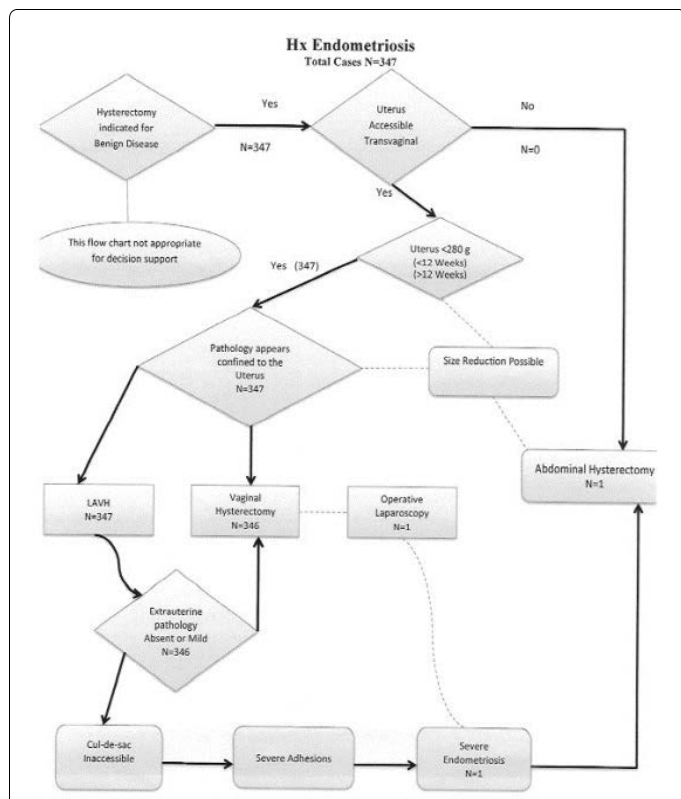 Hx Endometriosis
Total Cases N=347
Hysterectomy
indicated for
Benign Disease
Yes
N=347
Uterus
Accessible
Transvaginal
No
N=0
This flow chart not appropriate
for decision support
Yes
Uterus <280 g
(<12 Weeks)
(>12 Weeks)
Yes (347)
Pathology appears
confined to the
Uterus
N=347
Size Reduction Possible
Abdominal Hysterectomy
N=1
LAVH
N=347
Vaginal
Hysterectomy
N=346
Operative
Laparoscopy
N=1
Extrauterine
pathology
Absent or Mild
N=346
Cul-de-sac
Inaccessible
Severe Adhesions
Severe
Endometriosis
N=1